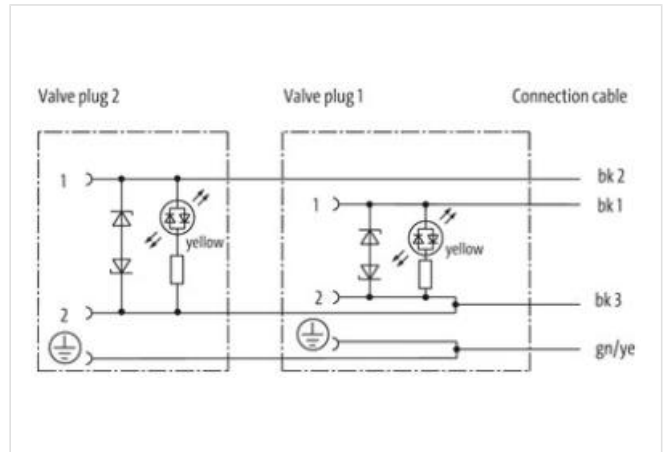 Valve plug 2 Valve plug 1 Connection cable
1 bk 2
1 bk 1
yellow yellow
2 bk 3
2
gn/ye